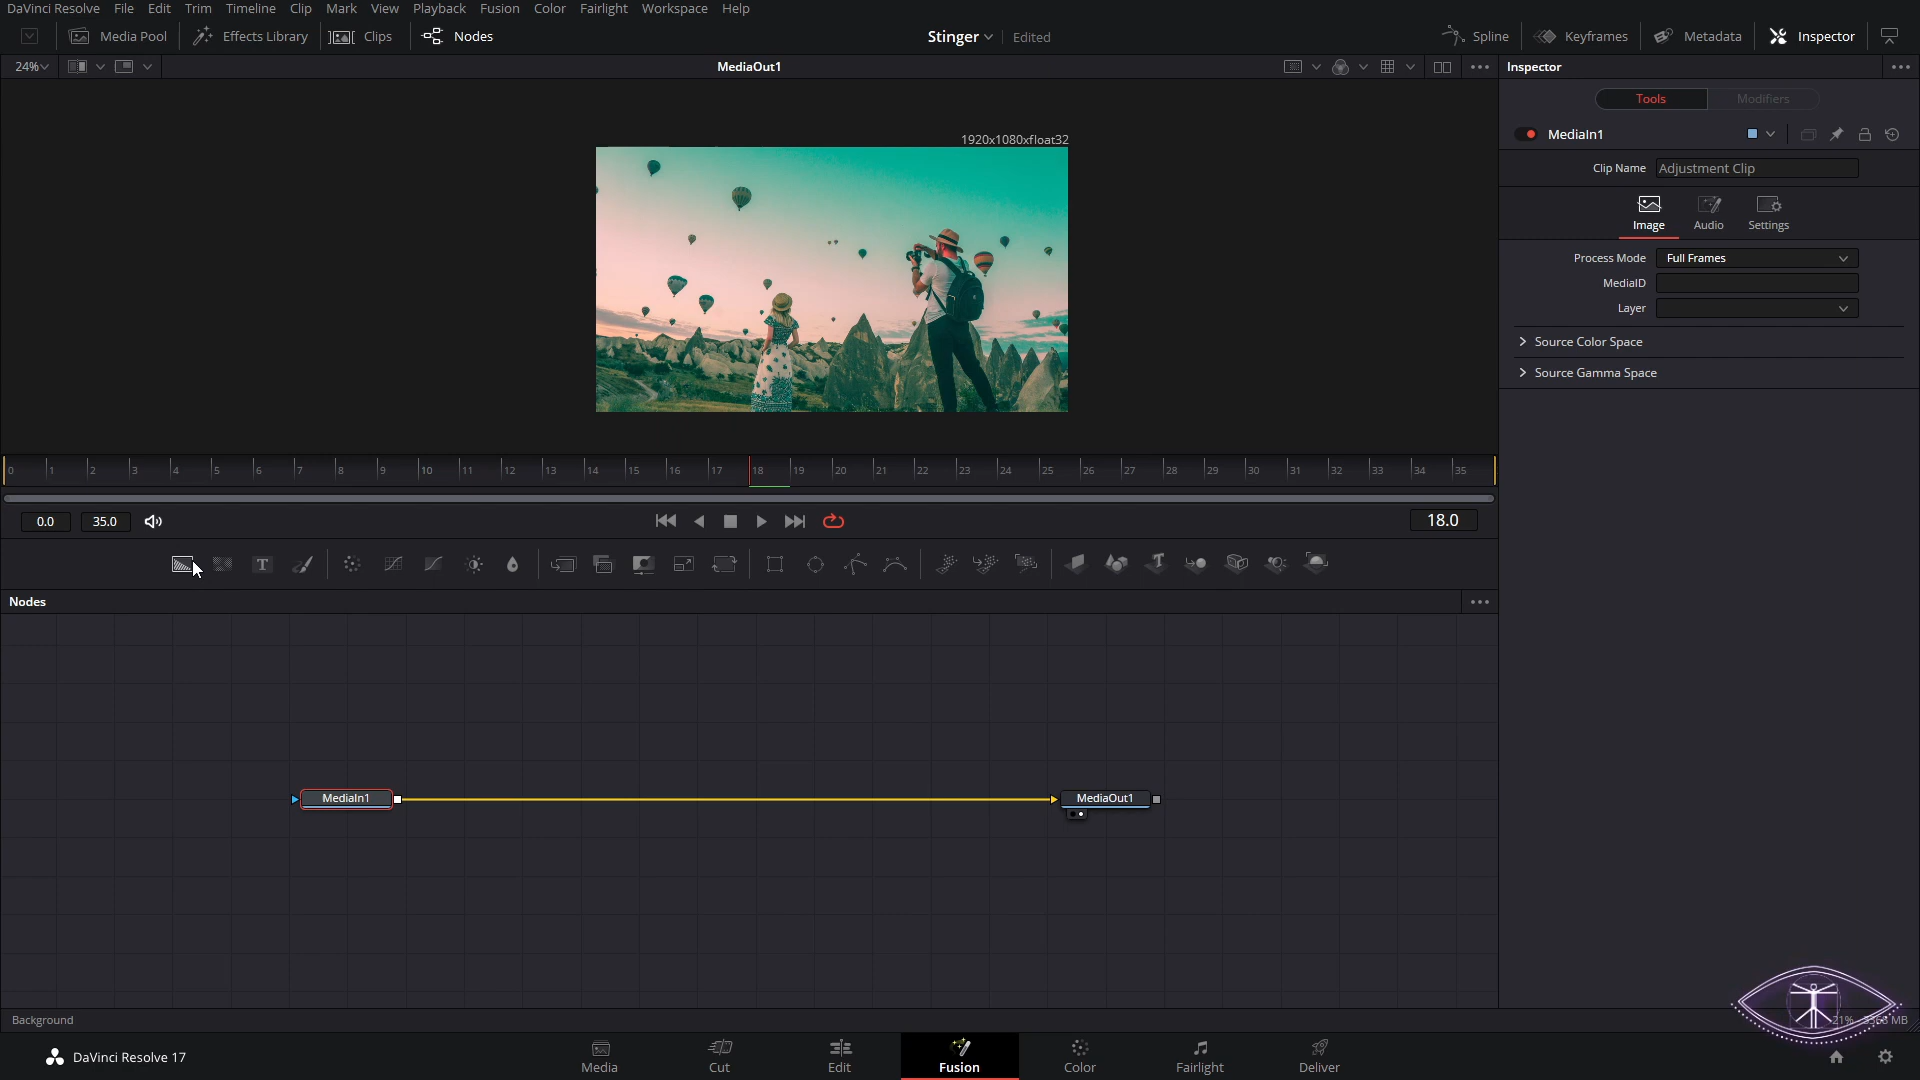 DaVinci Resolve File Edit Trim Timeline Clip Mark View Playback Fusion Color Fairlight Workspace Help
Media Pool Effects Library Clips Nodes Stinger Edited Spline Keyframes Metadata Inspector
24% MediaOut1 Inspector
Tools Modifiers
MediaIn1
Clip Name Adjustment Clip
Image Audio Settings
Process Mode Full Frames
MediaID
Layer
Source Color Space
Source Gamma Space
1920x1080xfloat32
0 1 2 3 4 5 6 7 8 9 10 11 12 13 14 15 16 17 18 19 20 21 22 23 24 25 26 27 28 29 30 31 32 33 34 35
0.0 35.0 18.0
T
Nodes
MediaIn1 MediaOut1
Background
DaVinci Resolve 17 Media Cut Edit Fusion Color Fairlight Deliver